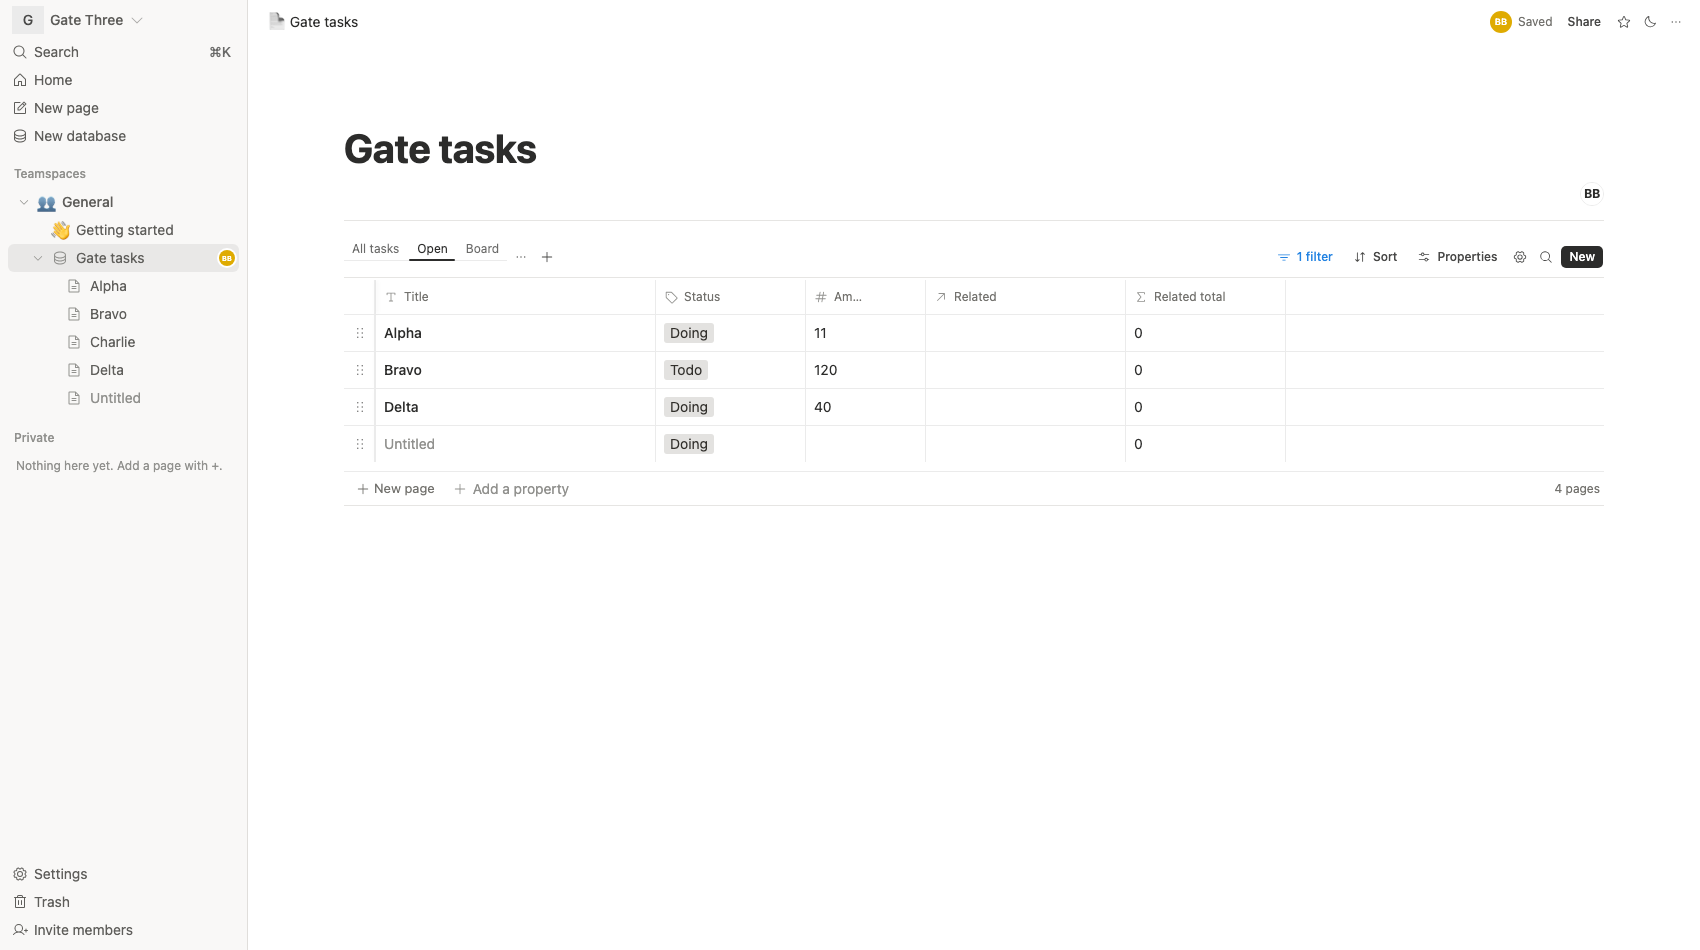 G Gate Three
Search ⌘K
Home
New page
New database
Teamspaces
General
Getting started
Gate tasks BB
Alpha
Bravo
Charlie
Delta
Untitled
Private
Nothing here yet. Add a page with +.
Settings
Trash
Invite members
Gate tasks
BB Saved Share
Gate tasks
BB
All tasks Open Board
1 filter Sort Properties New
Title Status Am... Related Related total
Alpha Doing 11 0
Bravo Todo 120 0
Delta Doing 40 0
Untitled Doing 0
New page Add a property 4 pages